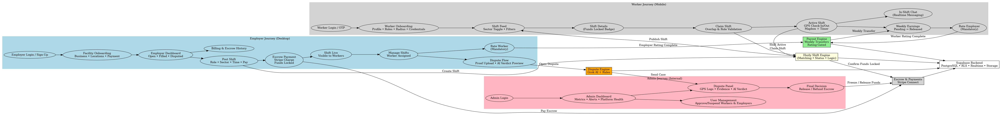 Worker Journey (Mobile)
Worker Login / OTP
Worker Onboarding
Profile • Roles • Radius • Credentials
Shift Feed
Sector Toggle • Filters
Shift Details
(Funds Locked Badge)
Claim Shift
Overlap & Role Validation
Active Shift
GPS Check-In/Out
Mapbox + Timer
In-Shift Chat
(Realtime Messaging)
Weekly Earnings
Pending → Released
Rate Employer
(Mandatory)
Employer Journey (Desktop)
Employer Login / Sign-Up
Facility Onboarding
Business • Locations • Payment
Employer Dashboard
Open • Filled • Disputed
Billing & Escrow History
Post Shift
Role • Sector • Time • Pay
Escrow Payment
Stripe Charge
Funds Locked
Shift Live
Visible to Workers
Manage Shifts
Worker Assigned
Rate Worker
(Mandatory)
Dispute Flow
Proof Upload • AI Verdict Preview
Publish Shift
Employer Rating Complete
Weekly Transfer
Worker Rating Complete
Payout Engine
Weekly Transfers
Rating-Gated
Shift Active
Claim Shift
Huzly Shift Engine
(Matching • Status • Logic)
Open Dispute
Create Shift
Dispute Engine
Grok AI + Rules
Send Case
Confirm Funds Locked
Supabase Backend
PostgreSQL • RLS • Realtime • Storage
Admin Journey (Internal)
Admin Login
Admin Dashboard
Metrics • Alerts • Platform Health
Dispute Panel
GPS Logs • Evidence • AI Verdict
User Management
Approve/Suspend Workers & Employers
Final Decision
Release / Refund Escrow
Freeze / Release Funds
Escrow & Payments
Stripe Connect
Pay Escrow